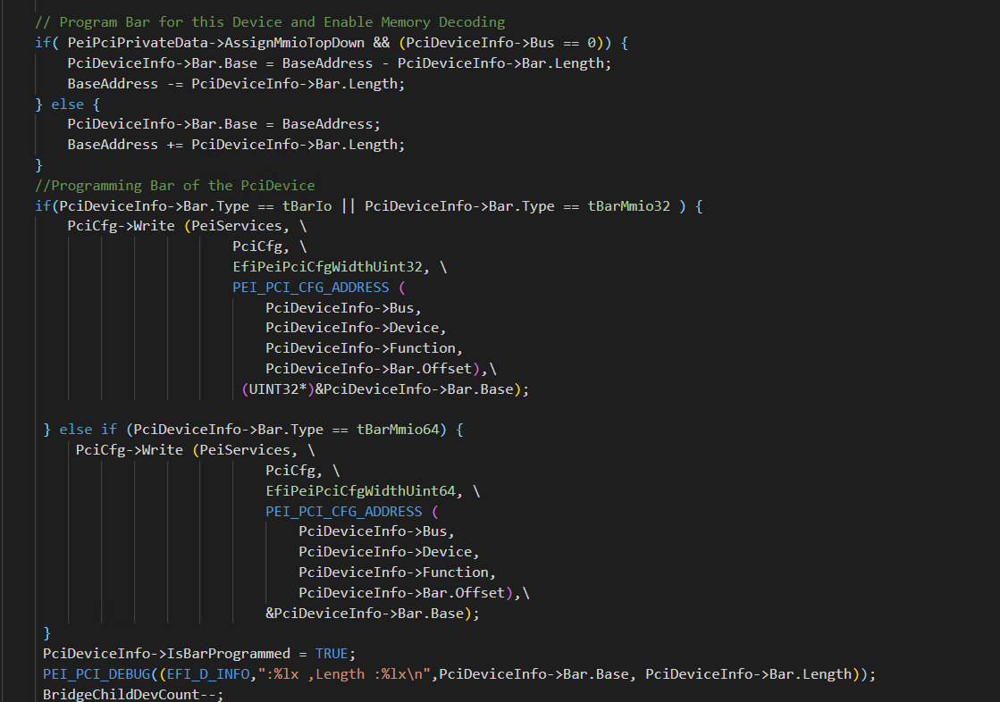 // Program Bar for this Device and Enable Memory Decoding
if( PeiPciPrivateData->AssignMmioTopDown && (PciDeviceInfo->Bus == 0)) {
    PciDeviceInfo->Bar.Base = BaseAddress - PciDeviceInfo->Bar.Length;
    BaseAddress -= PciDeviceInfo->Bar.Length;
} else {
    PciDeviceInfo->Bar.Base = BaseAddress;
    BaseAddress += PciDeviceInfo->Bar.Length;
}
//Programming Bar of the PciDevice
if(PciDeviceInfo->Bar.Type == tBarIo || PciDeviceInfo->Bar.Type == tBarMmio32 ) {
    PciCfg->Write (PeiServices, \
                        PciCfg, \
                        EfiPeiPciCfgWidthUint32, \
                        PEI_PCI_CFG_ADDRESS (
                            PciDeviceInfo->Bus,
                            PciDeviceInfo->Device,
                            PciDeviceInfo->Function,
                            PciDeviceInfo->Bar.Offset),\
                         (UINT32*)&PciDeviceInfo->Bar.Base);

 } else if (PciDeviceInfo->Bar.Type == tBarMmio64) {
     PciCfg->Write (PeiServices, \
                            PciCfg, \
                            EfiPeiPciCfgWidthUint64, \
                            PEI_PCI_CFG_ADDRESS (
                                PciDeviceInfo->Bus,
                                PciDeviceInfo->Device,
                                PciDeviceInfo->Function,
                                PciDeviceInfo->Bar.Offset),\
                            &PciDeviceInfo->Bar.Base);
 }
 PciDeviceInfo->IsBarProgrammed = TRUE;
 PEI_PCI_DEBUG((EFI_D_INFO,":%lx ,Length :%lx\n",PciDeviceInfo->Bar.Base, PciDeviceInfo->Bar.Length));
 BridgeChildDevCount--;